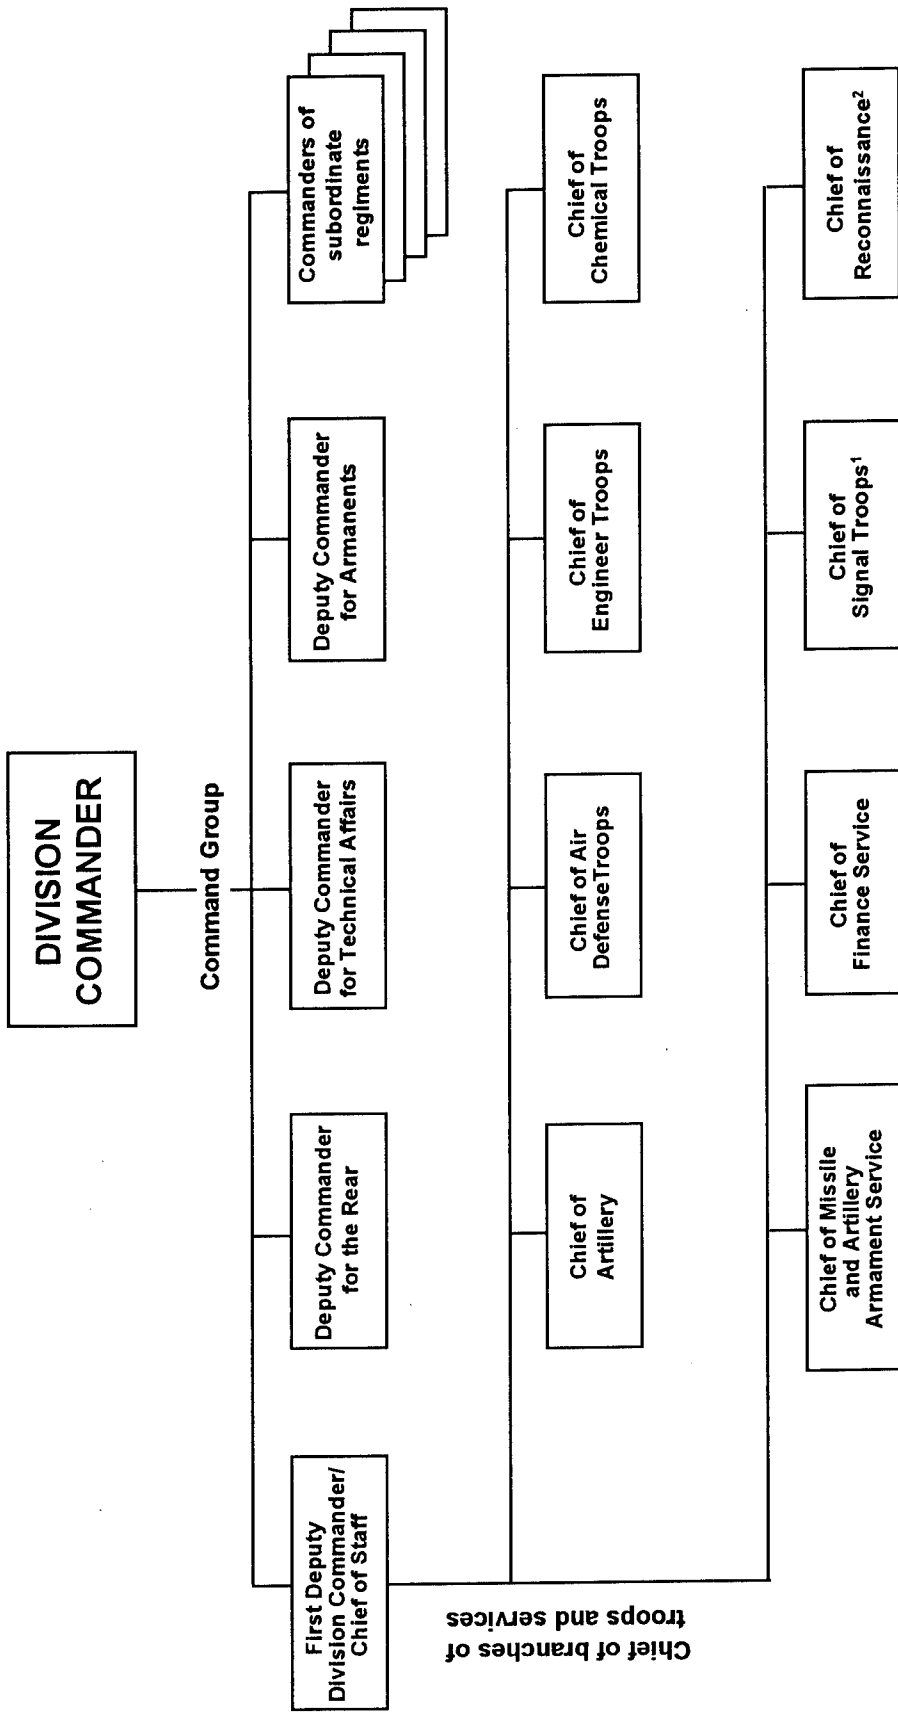 DIVISION
COMMANDER
Command Group
First Deputy
Division Commander/
Chief of Staff
Deputy Commander
for the Rear
Deputy Commander
for Technical Affairs
Deputy Commander
for Armanents
Commanders of
subordinate
regiments
Chief of branches of
troops and services
Chief of
Artillery
Chief of Air
DefenseTroops
Chief of
Engineer Troops
Chief of
Chemical Troops
Chief of Missile
and Artillery
Armament Service
Chief of
Finance Service
Chief of
Signal Troops¹
Chief of
Reconnaissance²